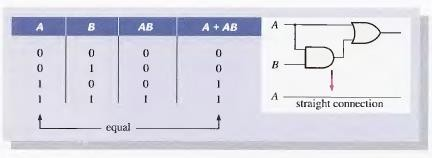 A B AB A + AB
0 0 0 0
0 1 0 0
1 0 0 1
1 1 1 1
equal
A
B
A
straight connection